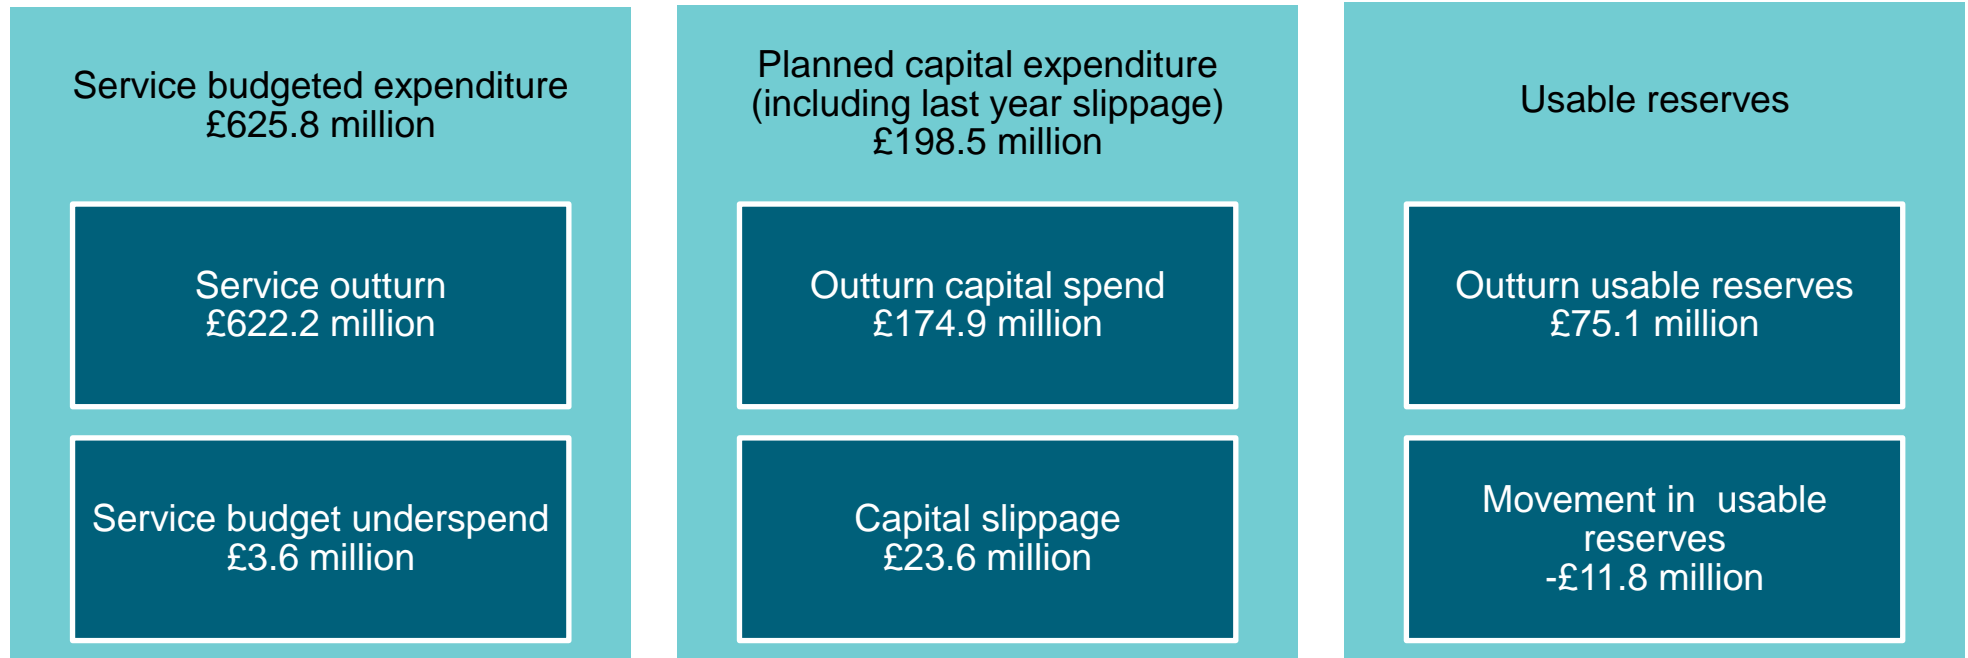 Service budgeted expenditure
£625.8 million
Service outturn
£622.2 million
Service budget underspend
£3.6 million
Planned capital expenditure
(including last year slippage)
£198.5 million
Outturn capital spend
£174.9 million
Capital slippage
£23.6 million
Usable reserves
Outturn usable reserves
£75.1 million
Movement in  usable
reserves
-£11.8 million